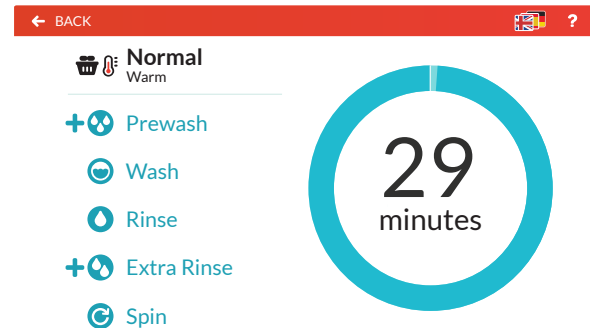 BACK
?
Normal
Warm
Prewash
Wash
Rinse
Extra Rinse
Spin
29
minutes